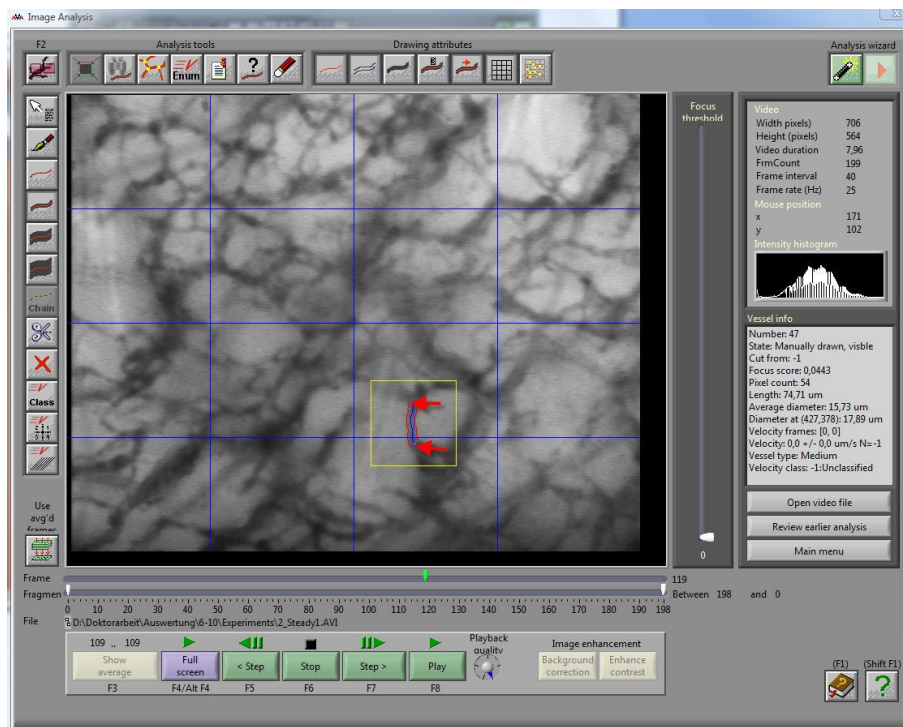 Image Analysis
F2
Analysis tools
Drawing attributes
Analysis wizard
Enum
Focus
threshold
0
Chain
Class
Use
avg'd
frames
Video
Width pixels) 706
Height (pixels) 564
Video duration 7,96
FrmCount 199
Frame interval 40
Frame rate (Hz) 25
Mouse position
x 171
y 102
Intensity histogram
Vessel info
Number: 47
State: Manually drawn, visble
Cut from: -1
Focus score: 0,0443
Pixel count: 54
Length: 74,71 um
Average diameter: 15,73 um
Diameter at (427,378): 17,89 um
Velocity frames: [0, 0]
Velocity: 0,0 +/- 0,0 um/s N=-1
Vessel type: Medium
Velocity class: -1:Unclassified
Open video file
Review earlier analysis
Main menu
Frame 119
Fragmen Between 198 and 0
0 10 20 30 40 50 60 70 80 90 100 110 120 130 140 150 160 170 180 190 198
File D:\Doktorarbeit\Auswertung\6-10\Experiments\2_Steady1.AVI
109 .. 109
Show
average
F3
Full
screen
F4/Alt F4
< Step
F5
Stop
F6
Step >
F7
Play
F8
Playback
quality
Image enhancement
Background
correction
Enhance
contrast
(F1) (Shift F1)